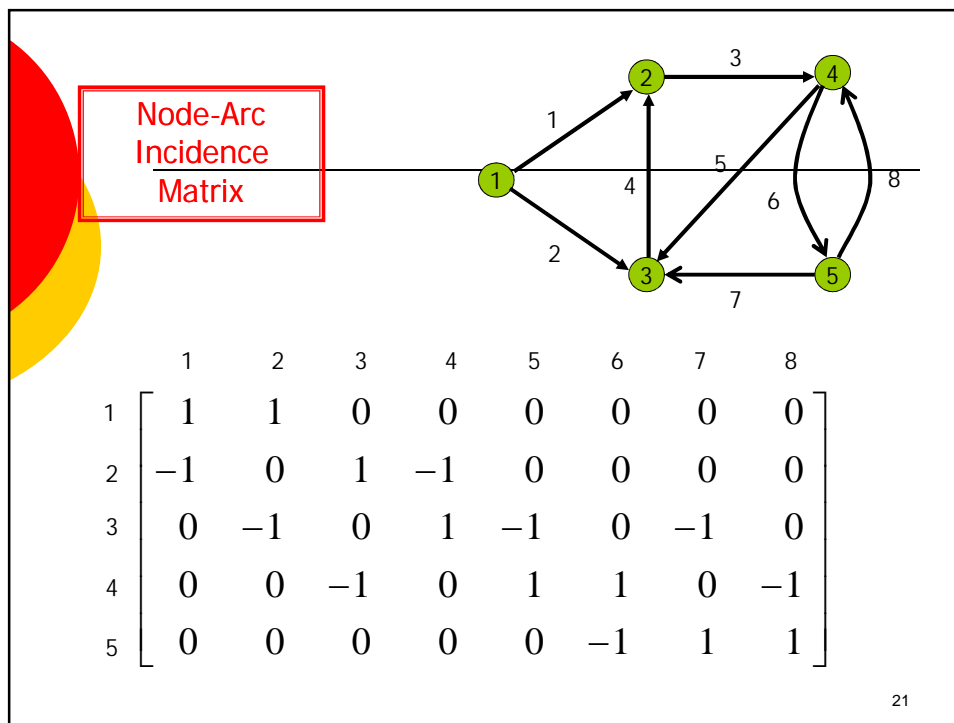 Node-Arc
Incidence
Matrix
1
2
3
4
5
1
2
3
4
5
6
7
8
1 2 3 4 5 6 7 8
1 1 1 0 0 0 0 0 0
2 −1 0 1 −1 0 0 0 0
3 0 −1 0 1 −1 0 −1 0
4 0 0 −1 0 1 1 0 −1
5 0 0 0 0 0 −1 1 1
21